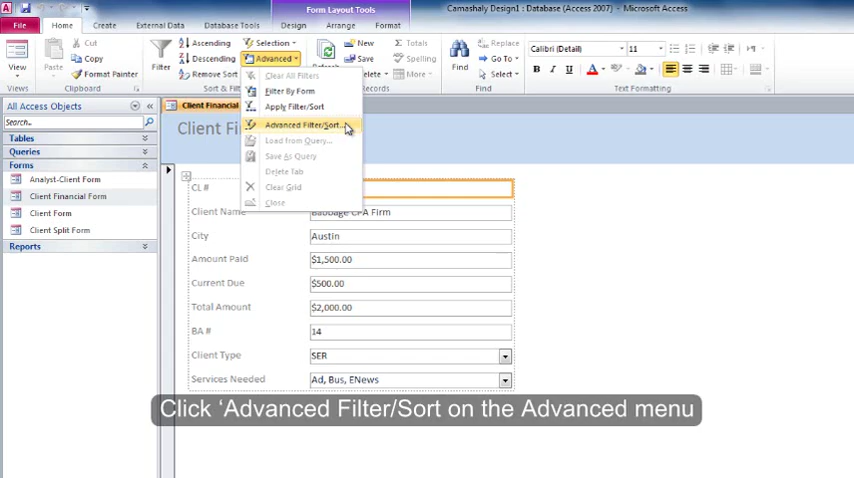 Form Layout Tools
Camashaly Design1 : Database (Access 2007) - Microsoft Access
File
Home
Create
External Data
Database Tools
Design
Arrange
Format
View
Views
Paste
Cut
Copy
Format Painter
Clipboard
Filter
Ascending
Descending
Remove Sort
Sort & Filter
Selection
Advanced
Refresh
New
Save
Delete
Totals
Spelling
More
Find
Replace
Go To
Select
Find
Calibri (Detail)
11
B I U
A
Text Formatting
All Access Objects
Search...
Tables
Queries
Forms
Analyst-Client Form
Client Financial Form
Client Form
Client Split Form
Reports
Clear All Filters
Filter By Form
Apply Filter/Sort
Advanced Filter/Sort...
Load from Query...
Save As Query
Delete Tab
Clear Grid
Close
Client Financial
Client Fi
CL #
Client Name Babbage CPA Firm
City Austin
Amount Paid $1,500.00
Current Due $500.00
Total Amount $2,000.00
BA # 14
Client Type SER
Services Needed Ad, Bus, ENews
Click ‘Advanced Filter/Sort on the Advanced menu